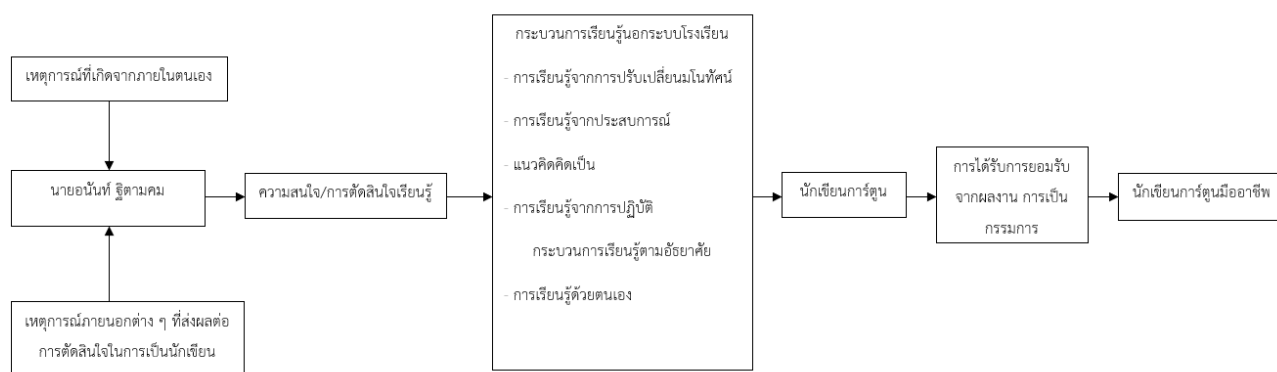 เหตุการณ์ที่เกิดจากภายในตนเอง
นายอนันท์ ฐิตามคม
เหตุการณ์ภายนอกต่าง ๆ ที่ส่งผลต่อ
การตัดสินใจในการเป็นนักเขียน
ความสนใจ/การตัดสินใจเรียนรู้
กระบวนการเรียนรู้นอกระบบโรงเรียน
- การเรียนรู้จากการปรับเปลี่ยนมโนทัศน์
- การเรียนรู้จากประสบการณ์
- แนวคิดคิดเป็น
- การเรียนรู้จากการปฏิบัติ
กระบวนการเรียนรู้ตามอัธยาศัย
- การเรียนรู้ด้วยตนเอง
นักเขียนการ์ตูน
การได้รับการยอมรับ
จากผลงาน การเป็น
กรรมการ
นักเขียนการ์ตูนมืออาชีพ